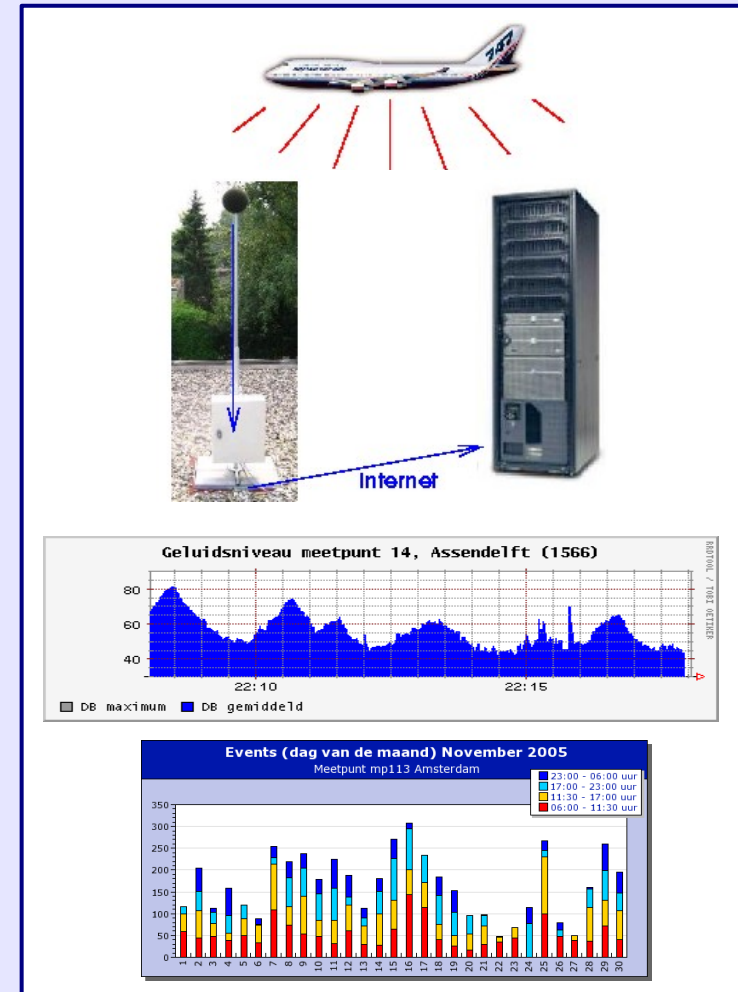 747
Internet
Geluidsniveau meetpunt 14, Assendelft (1566)
RRDTOOL / TOBI OETIKER
80
60
40
22:10
22:15
DB maximum DB gemiddeld
Events (dag van de maand) November 2005
Meetpunt mp113 Amsterdam
23:00 - 06:00 uur
17:00 - 23:00 uur
11:30 - 17:00 uur
06:00 - 11:30 uur
350
300
250
200
150
100
50
0
1 2 3 4 5 6 7 8 9 10 11 12 13 14 15 16 17 18 19 20 21 22 23 24 25 26 27 28 29 30